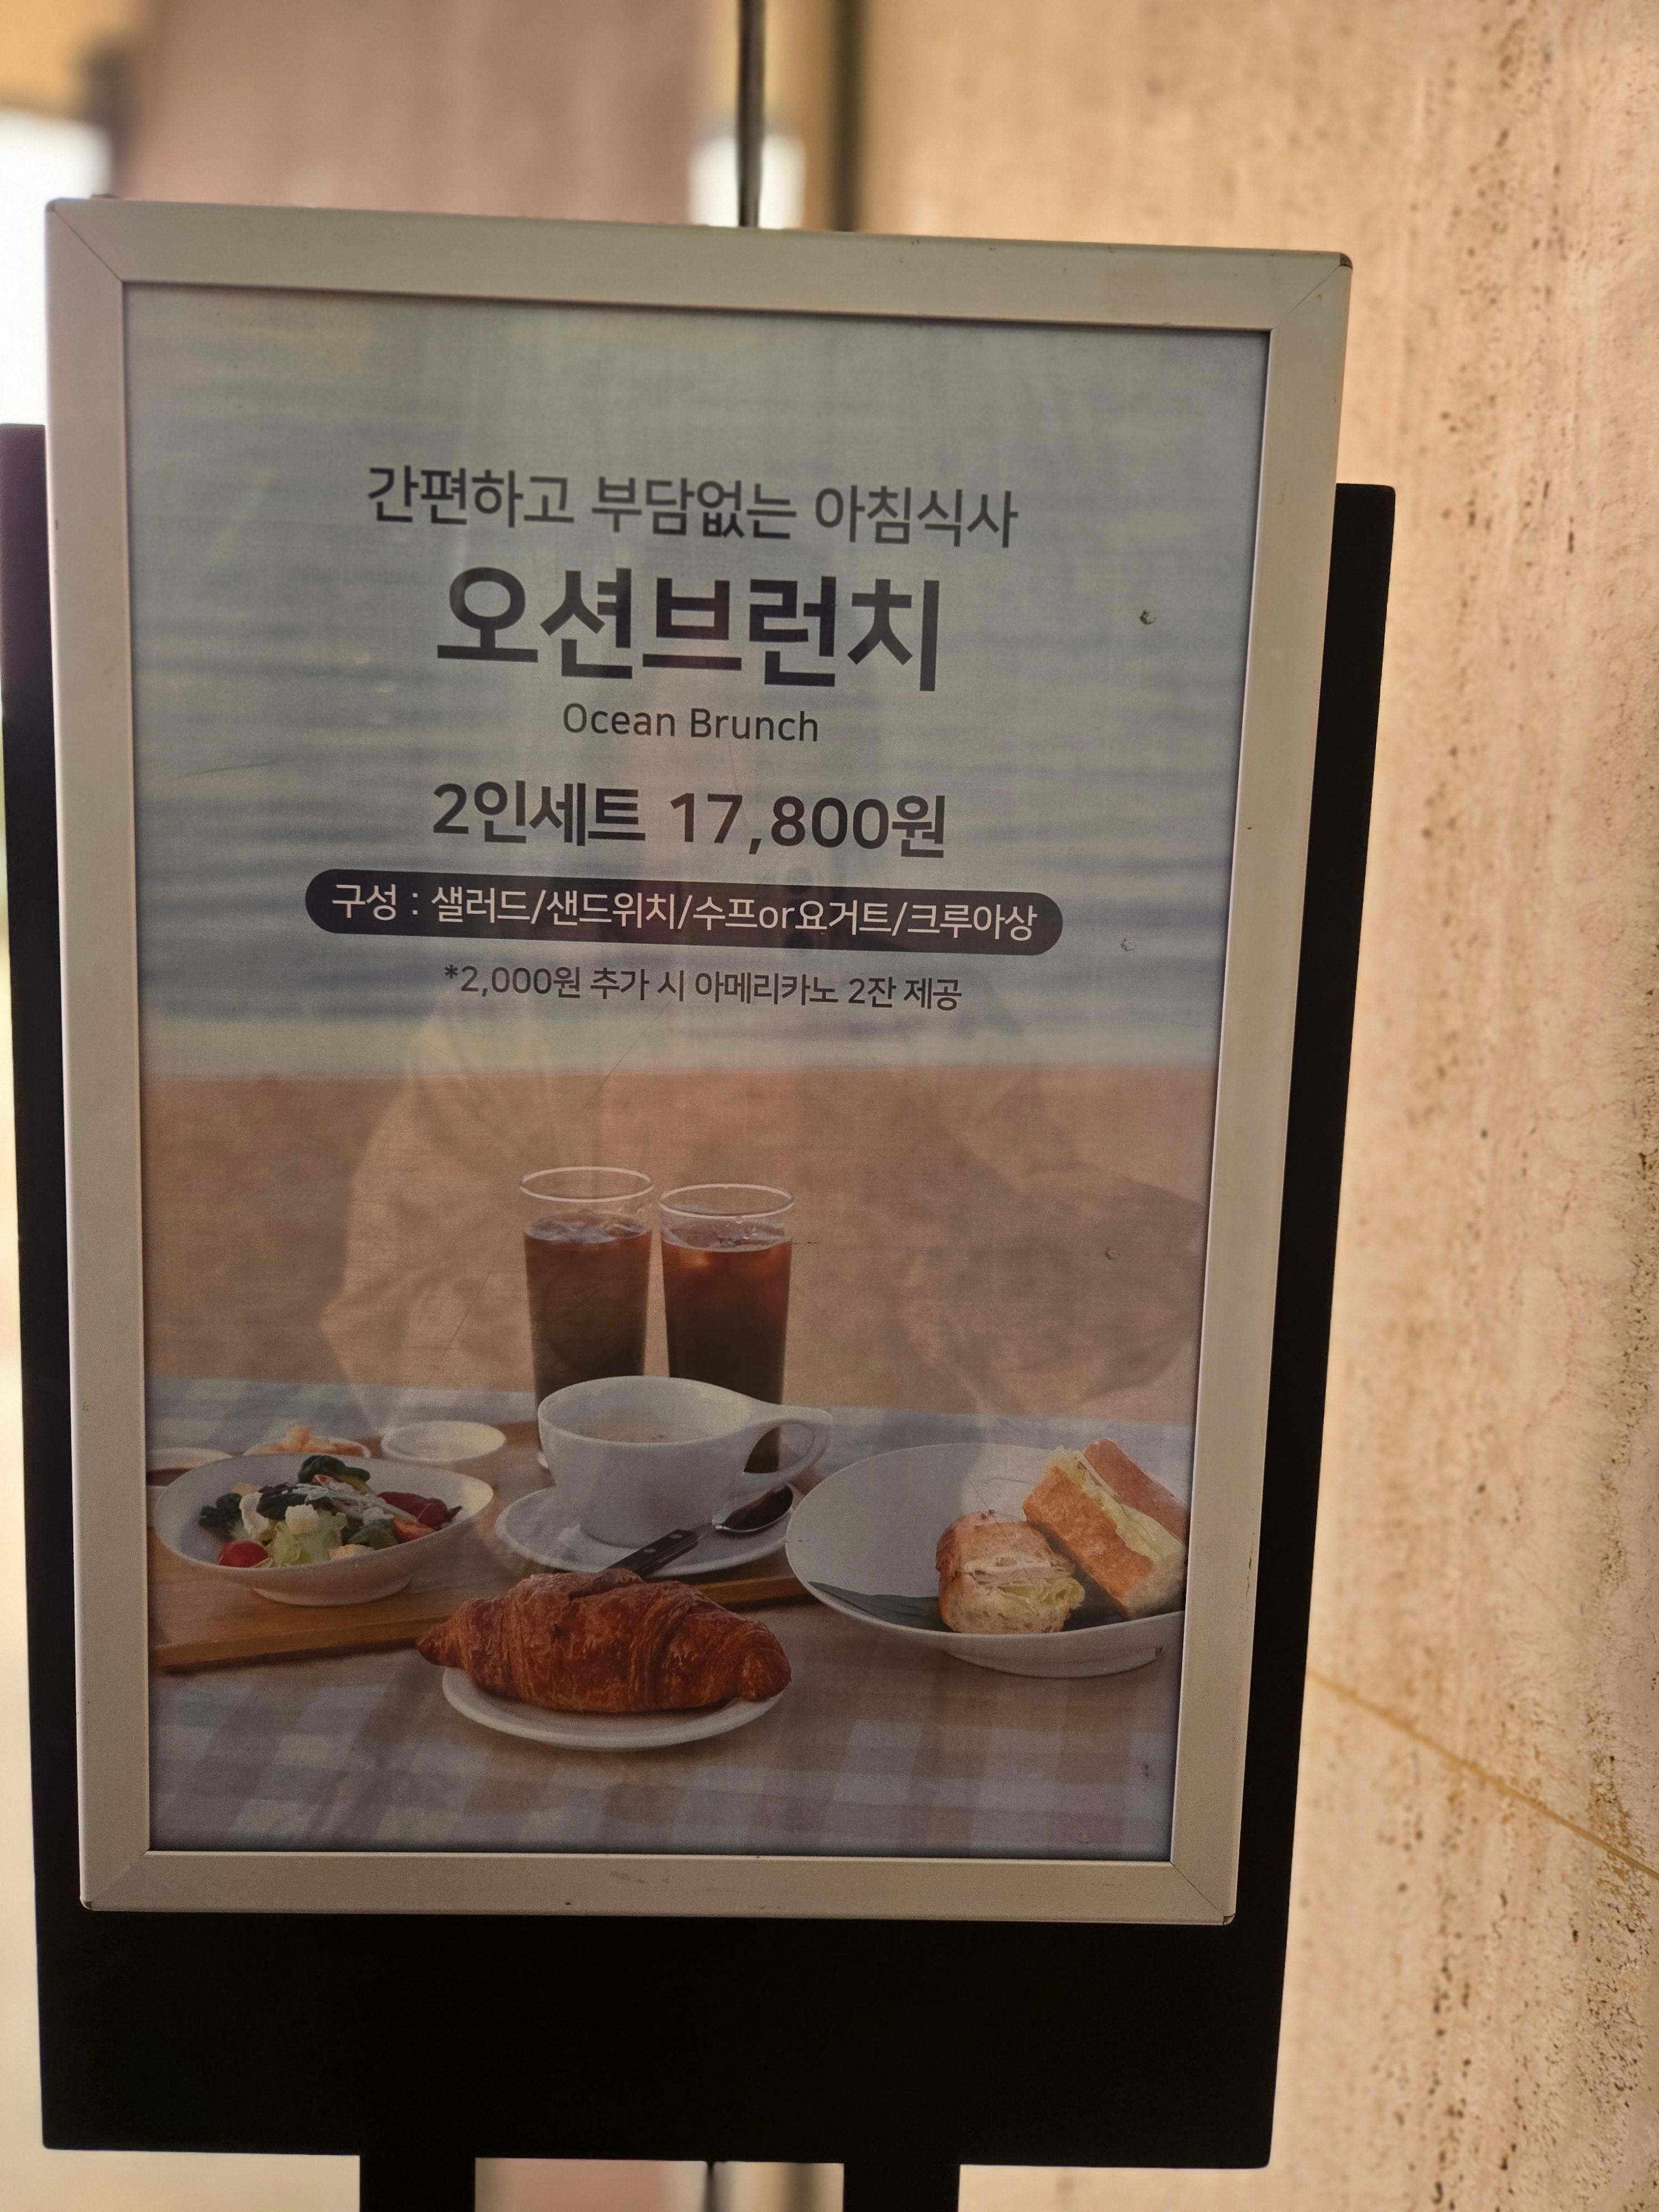 간편하고 부담없는 아침식사
오션브런치
Ocean Brunch
2인세트 17,800원
구성 : 샐러드/샌드위치/수프or요거트/크루아상
*2,000원 추가 시 아메리카노 2잔 제공